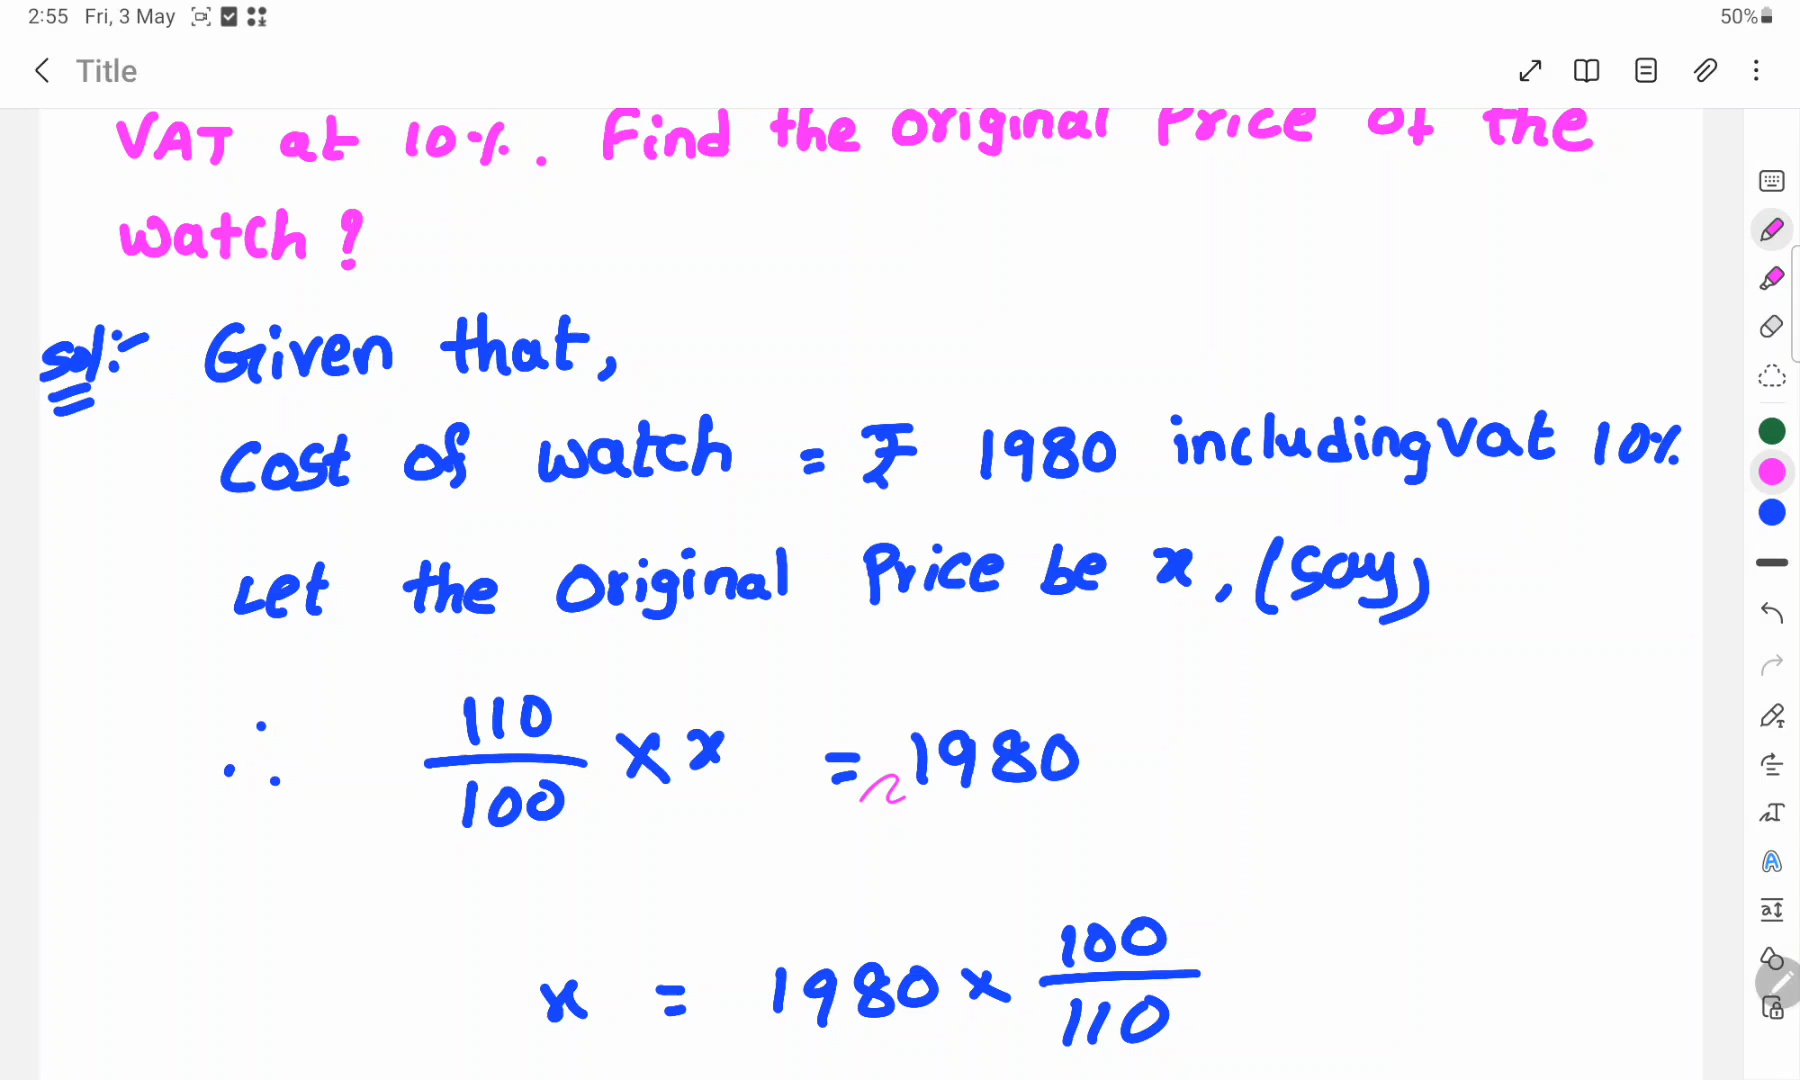 2:55 Fri, 3 May 50%
Title
VAT at 10%. Find the original Price of the
watch?
Sol:- Given that,
Cost of watch = ₹ 1980 including Vat 10%
Let the Original Price be x, (Say)
∴ 110/100 × x = 1980
x = 1980 × 100/110